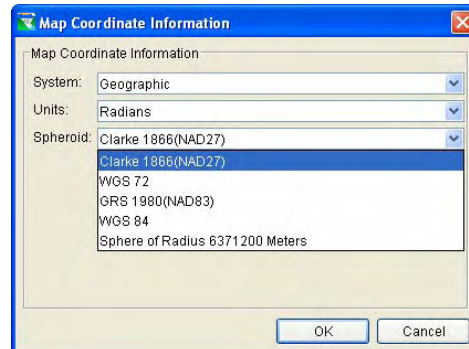 Map Coordinate Information
Map Coordinate Information
System: Geographic
Units: Radians
Spheroid: Clarke 1866(NAD27)
Clarke 1866(NAD27)
WGS 72
GRS 1980(NAD83)
WGS 84
Sphere of Radius 6371200 Meters
OK Cancel